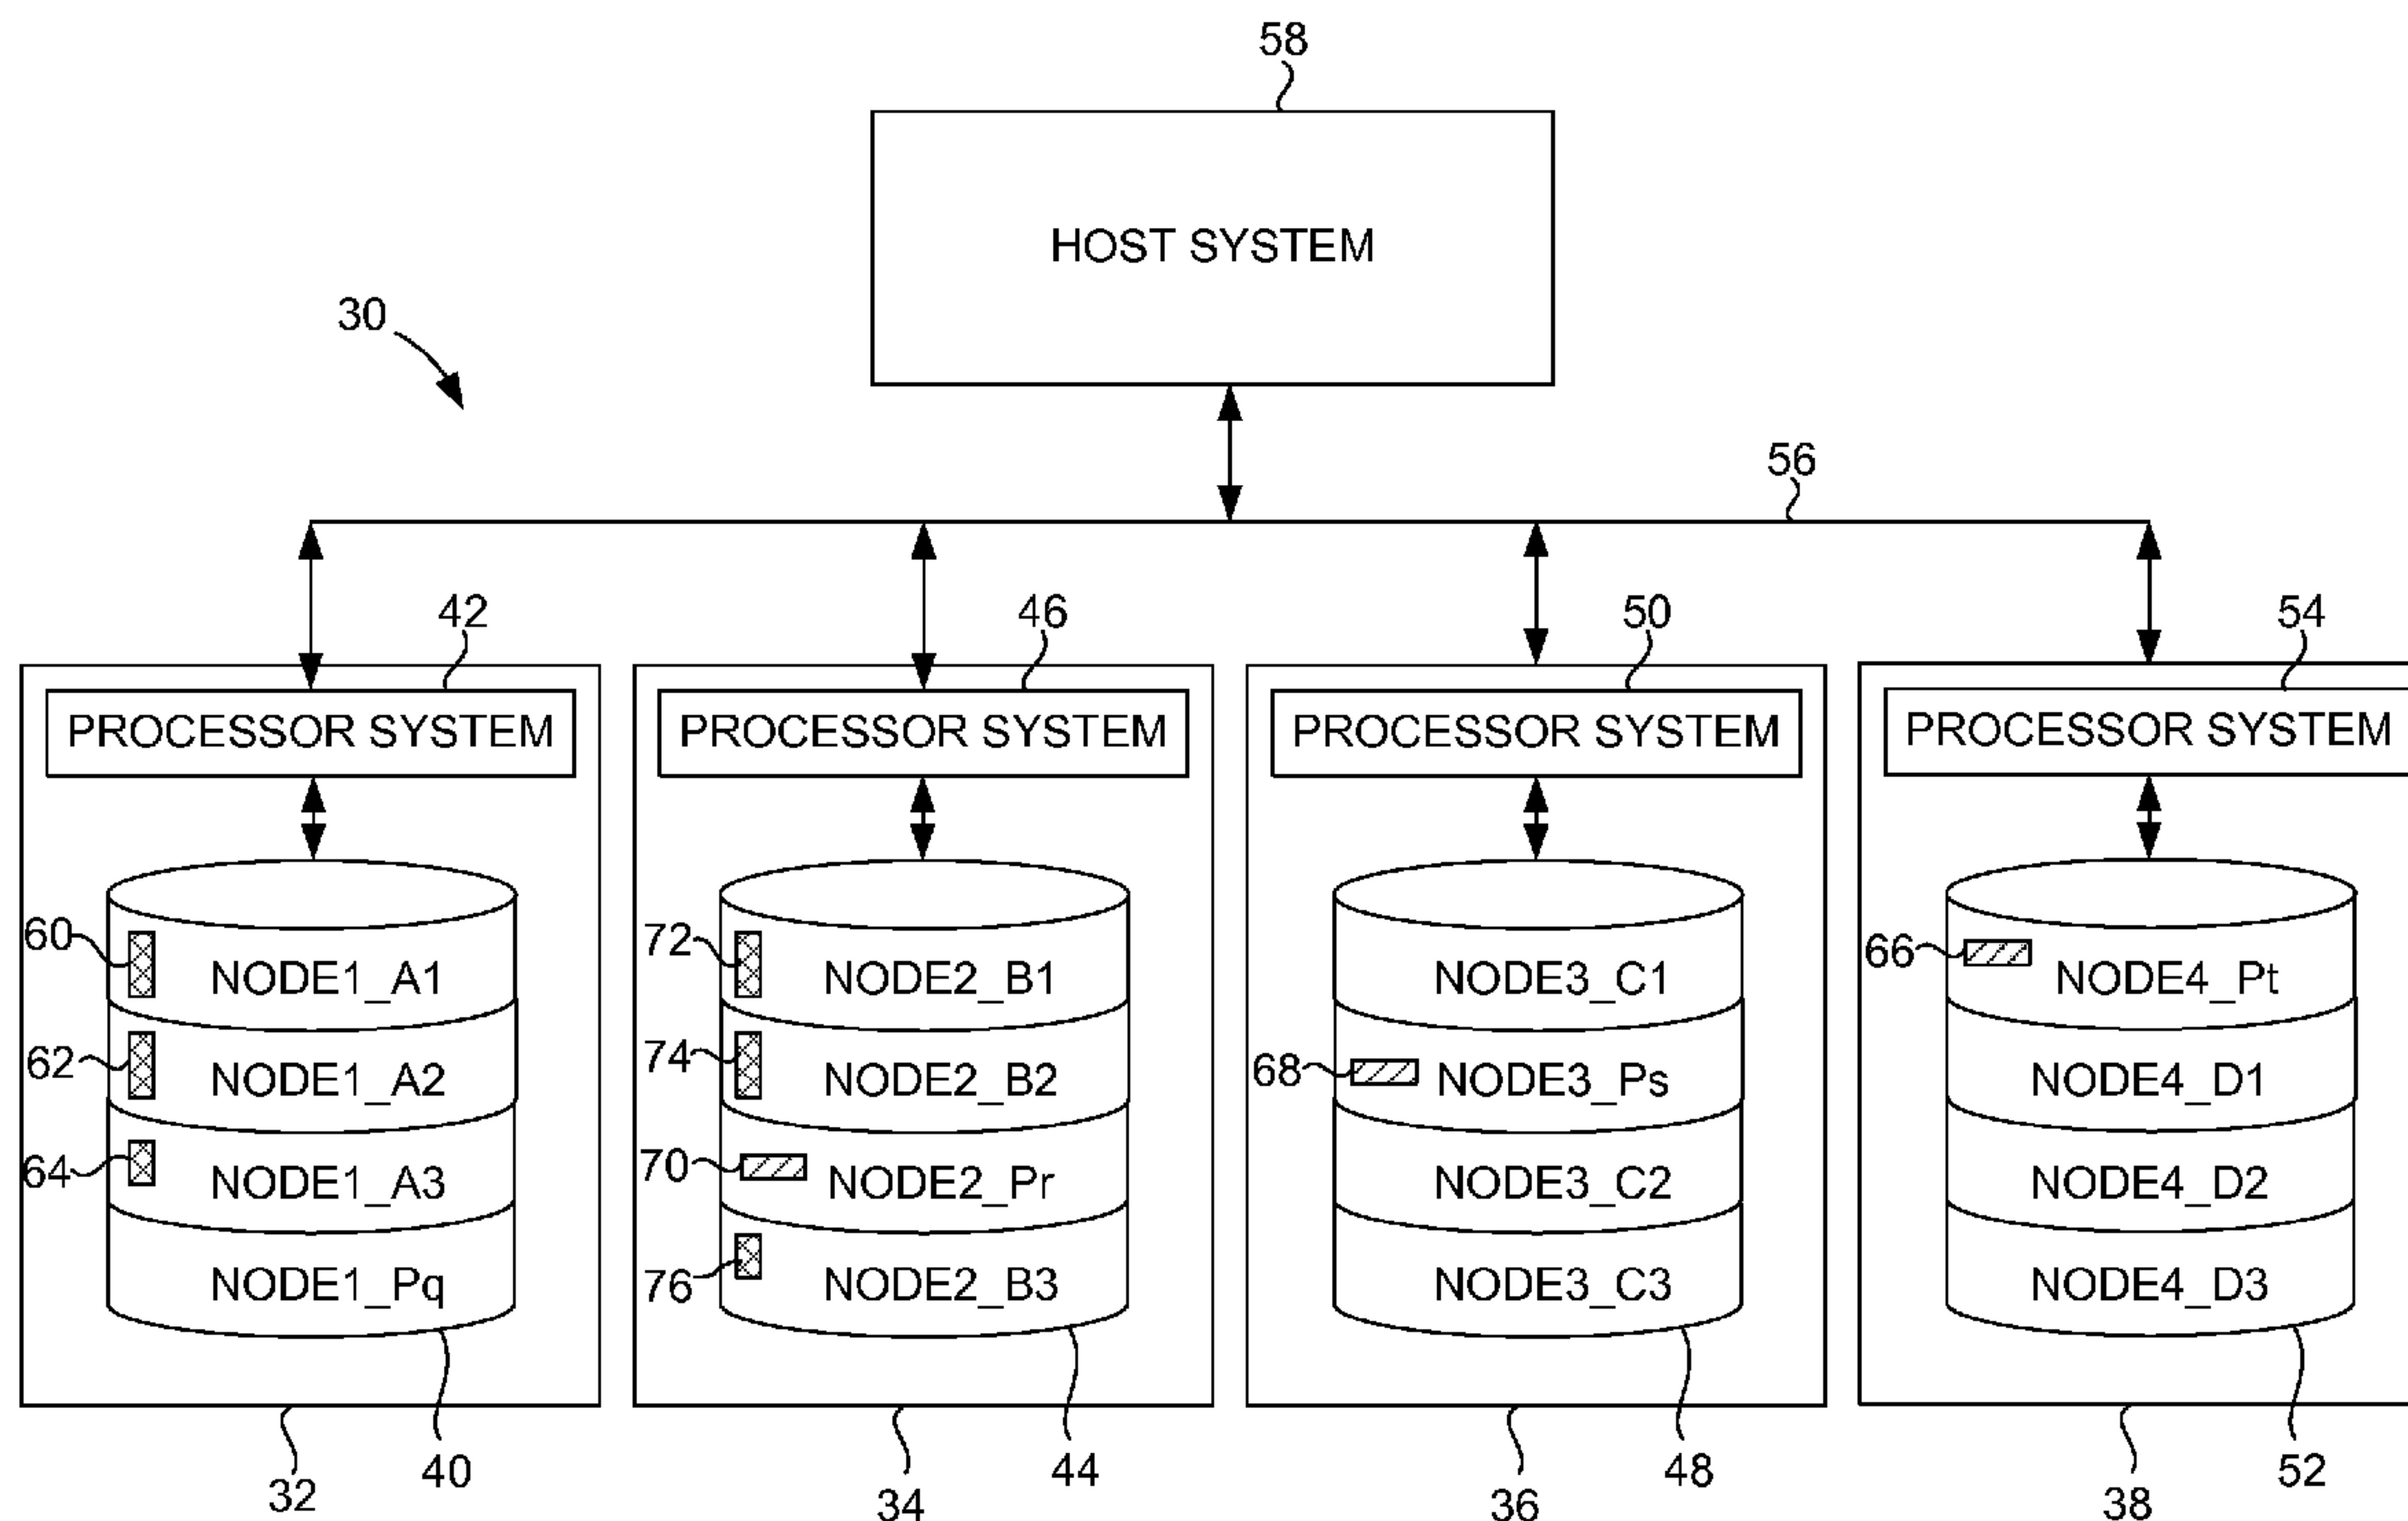 58
HOST SYSTEM
30
56
42
46
50
54
PROCESSOR SYSTEM
PROCESSOR SYSTEM
PROCESSOR SYSTEM
PROCESSOR SYSTEM
60
NODE1_A1
72
NODE2_B1
NODE3_C1
66
NODE4_Pt
62
NODE1_A2
74
NODE2_B2
68
NODE3_Ps
NODE4_D1
64
NODE1_A3
70
NODE2_Pr
NODE3_C2
NODE4_D2
NODE1_Pq
76
NODE2_B3
NODE3_C3
NODE4_D3
32
40
34
44
36
48
38
52